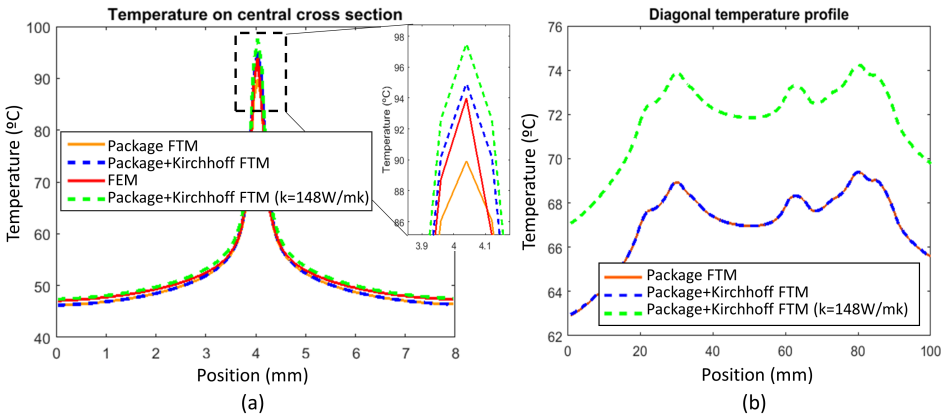 Temperature on central cross section
100
90
80
70
60
50
40
Temperature (ºC)
0
1
2
3
4
5
6
7
8
Position (mm)
Package FTM
Package+Kirchhoff FTM
FEM
Package+Kirchhoff FTM (k=148W/mk)
98
96
94
92
90
88
86
Temperature (ºC)
3.9
4
4.1
(a)
Diagonal temperature profile
76
74
72
70
68
66
64
62
Temperature (ºC)
0
20
40
60
80
100
Position (mm)
Package FTM
Package+Kirchhoff FTM
Package+Kirchhoff FTM (k=148W/mk)
(b)